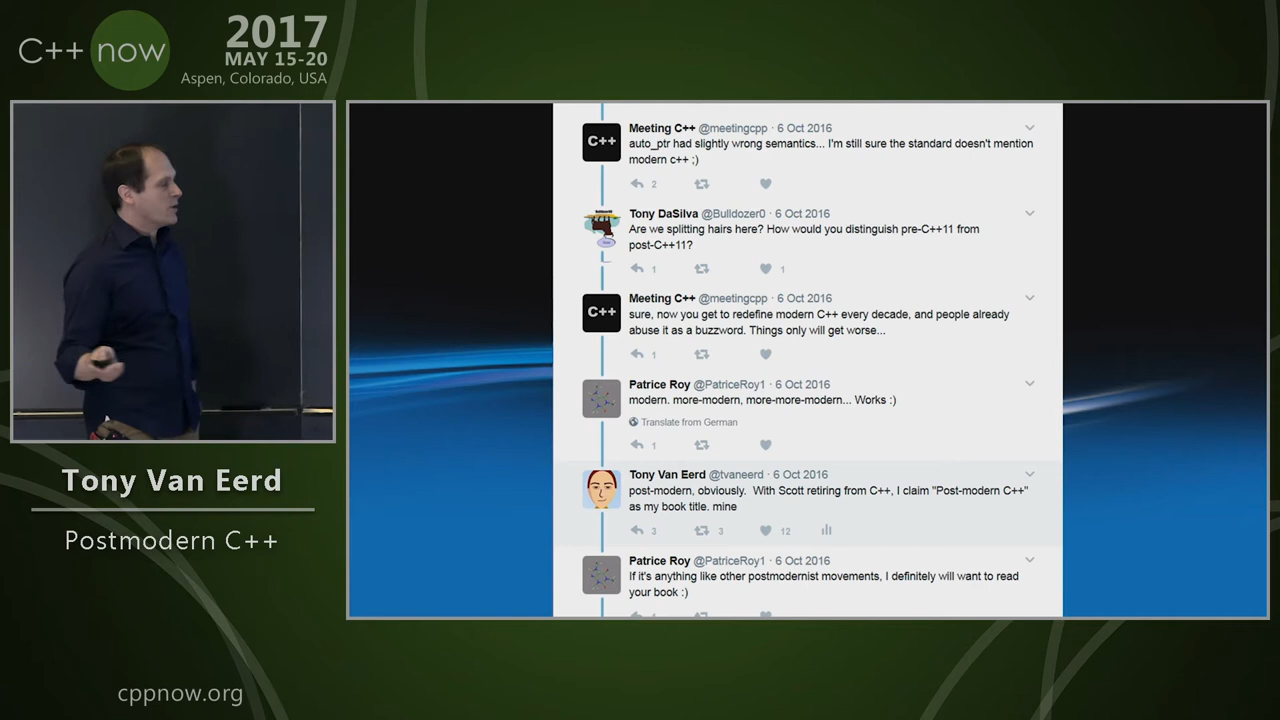 C++ now
2017
MAY 15-20
Aspen, Colorado, USA
Tony Van Eerd
Postmodern C++
cppnow.org
Meeting C++ @meetingcpp · 6 Oct 2016
C++
auto_ptr had slightly wrong semantics... I'm still sure the standard doesn't mention
modern c++ ;)
2
Tony DaSilva @Bulldozer0 · 6 Oct 2016
Are we splitting hairs here? How would you distinguish pre-C++11 from
post-C++11?
1 1
Meeting C++ @meetingcpp · 6 Oct 2016
C++
sure, now you get to redefine modern C++ every decade, and people already
abuse it as a buzzword. Things only will get worse...
1
Patrice Roy @PatriceRoy1 · 6 Oct 2016
modern. more-modern, more-more-modern... Works :)
Translate from German
1
Tony Van Eerd @tvaneerd · 6 Oct 2016
post-modern, obviously. With Scott retiring from C++, I claim "Post-modern C++"
as my book title. mine
3 3 12
Patrice Roy @PatriceRoy1 · 6 Oct 2016
If it's anything like other postmodernist movements, I definitely will want to read
your book :)